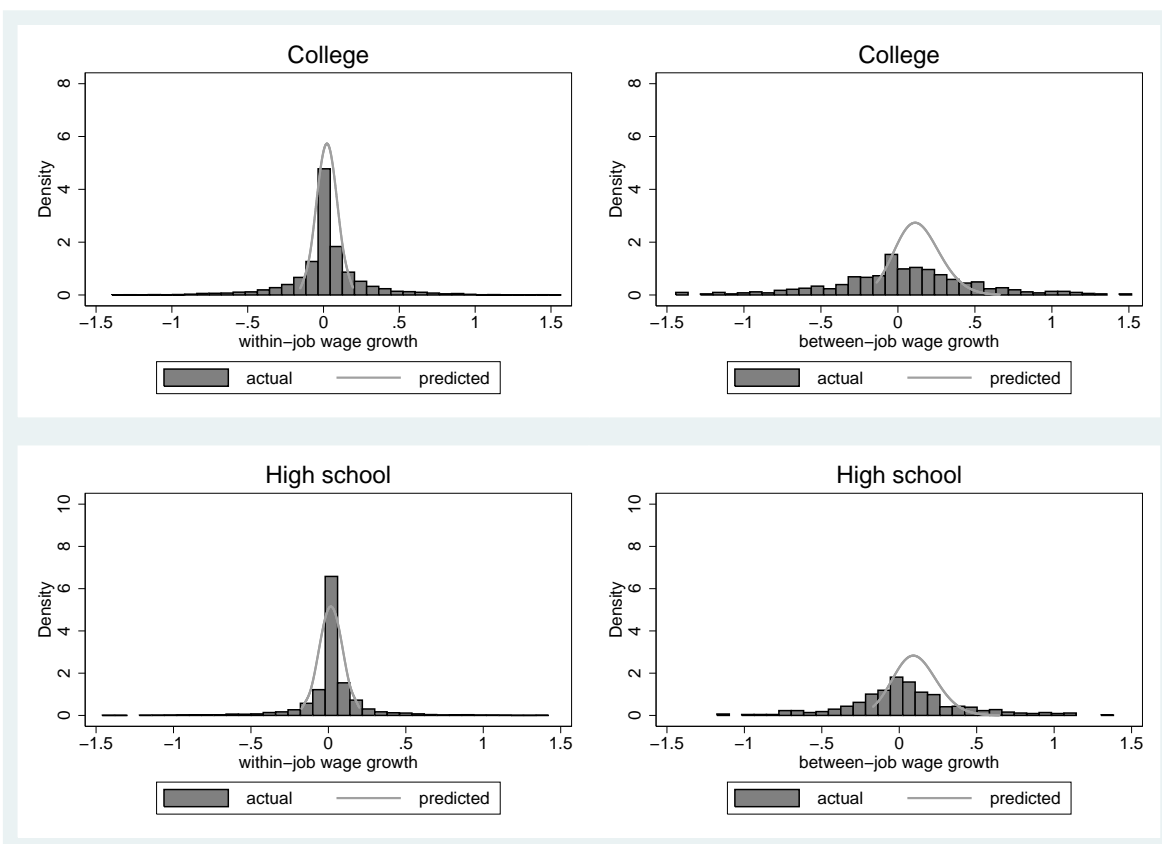 College
8
6
4
2
0
Density
−1.5 −1 −.5 0 .5 1 1.5
within−job wage growth
actual predicted
College
8
6
4
2
0
Density
−1.5 −1 −.5 0 .5 1 1.5
between−job wage growth
actual predicted
High school
10
8
6
4
2
0
Density
−1.5 −1 −.5 0 .5 1 1.5
within−job wage growth
actual predicted
High school
10
8
6
4
2
0
Density
−1.5 −1 −.5 0 .5 1 1.5
between−job wage growth
actual predicted